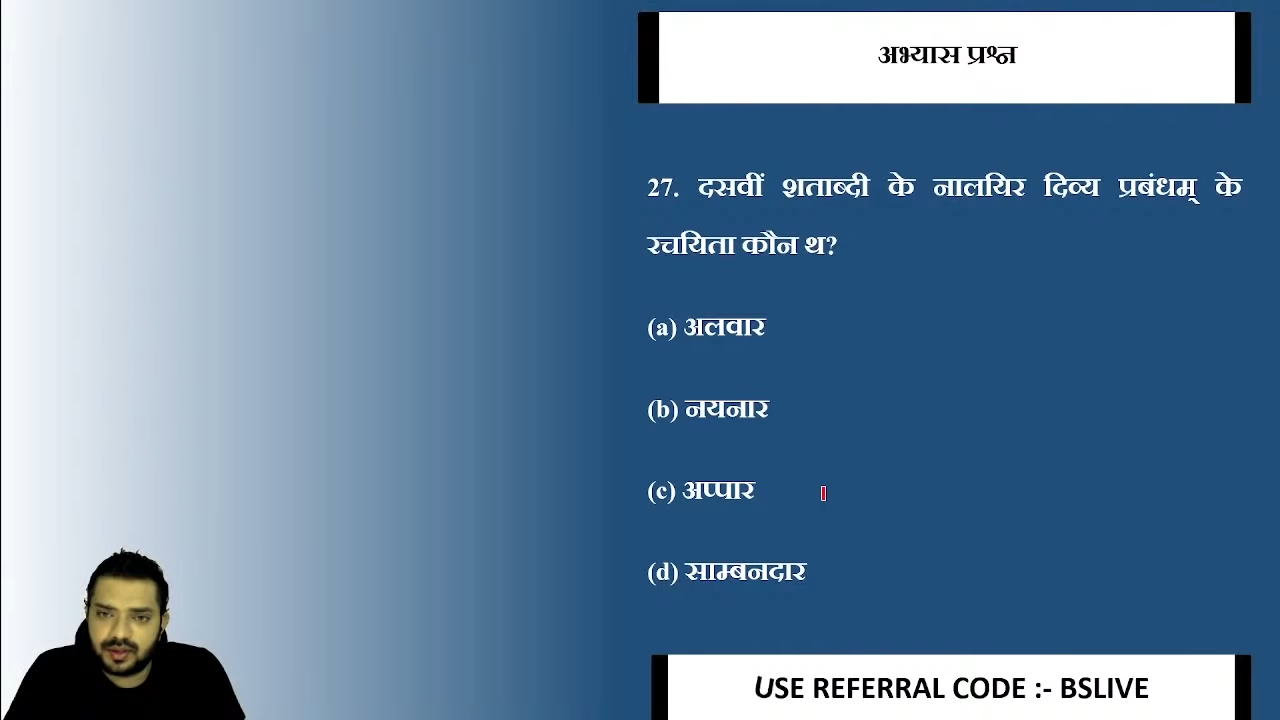 अभ्यास प्रश्न
27. दसवीं शताब्दी के नालयिर दिव्य प्रबंधम् के
रचयिता कौन थ?
(a) अलवार
(b) नयनार
(c) अप्पार
(d) साम्बनदार
USE REFERRAL CODE :- BSLIVE